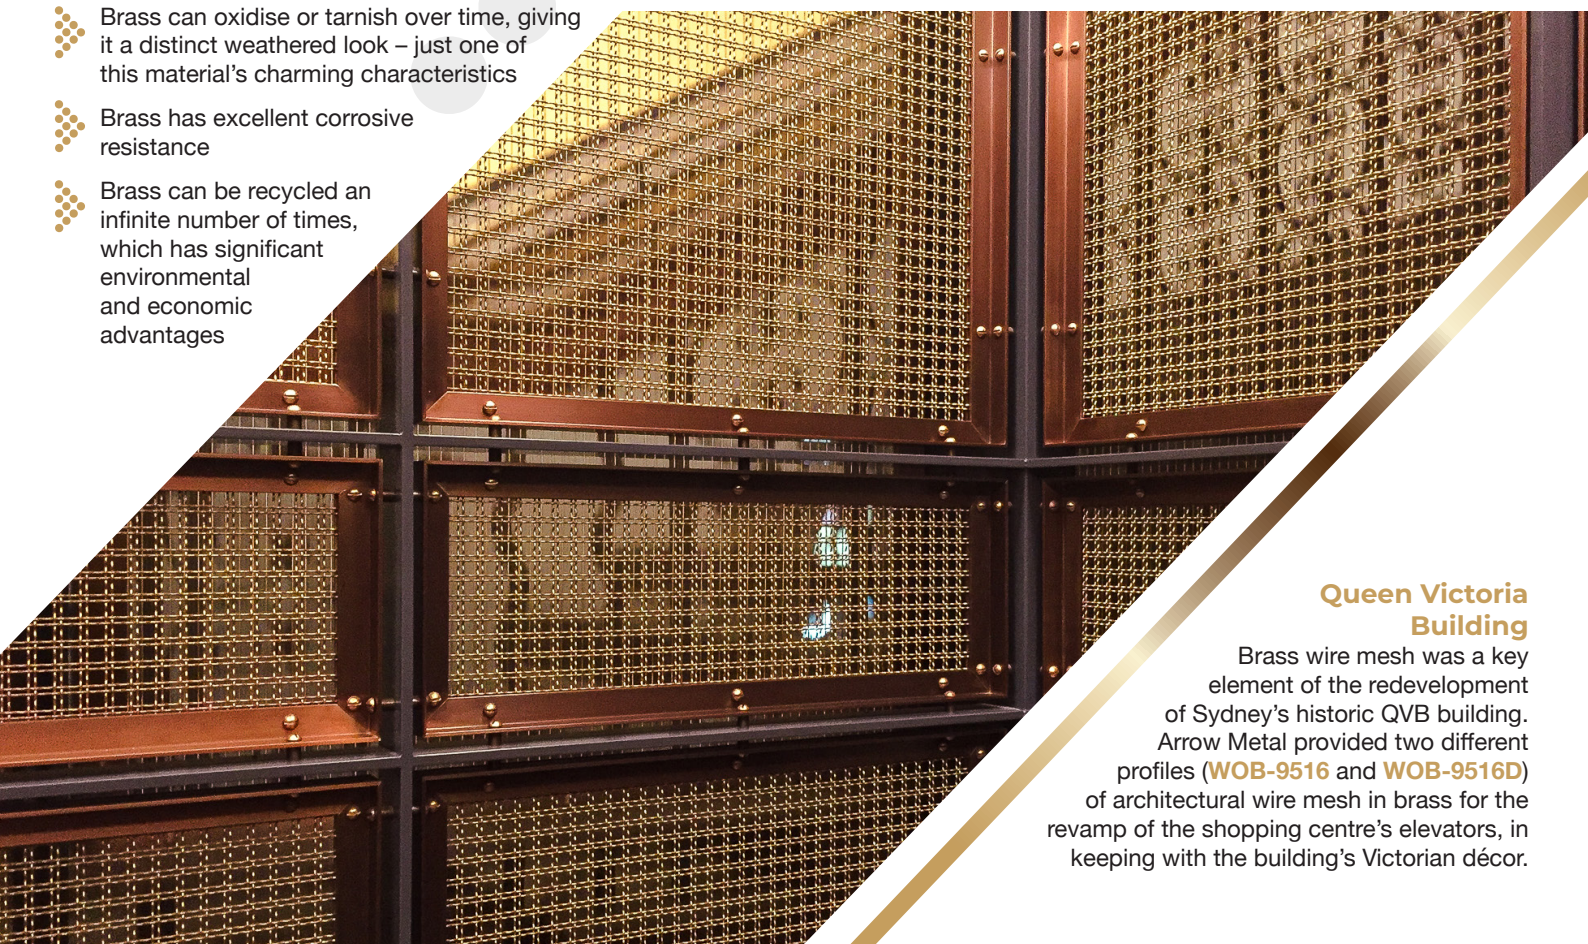 Brass can oxidise or tarnish over time, giving
it a distinct weathered look – just one of
this material’s charming characteristics
Brass has excellent corrosive
resistance
Brass can be recycled an
infinite number of times,
which has significant
environmental
and economic
advantages
Queen Victoria
Building
Brass wire mesh was a key
element of the redevelopment
of Sydney’s historic QVB building.
Arrow Metal provided two different
profiles (WOB-9516 and WOB-9516D)
of architectural wire mesh in brass for the
revamp of the shopping centre’s elevators, in
keeping with the building’s Victorian décor.